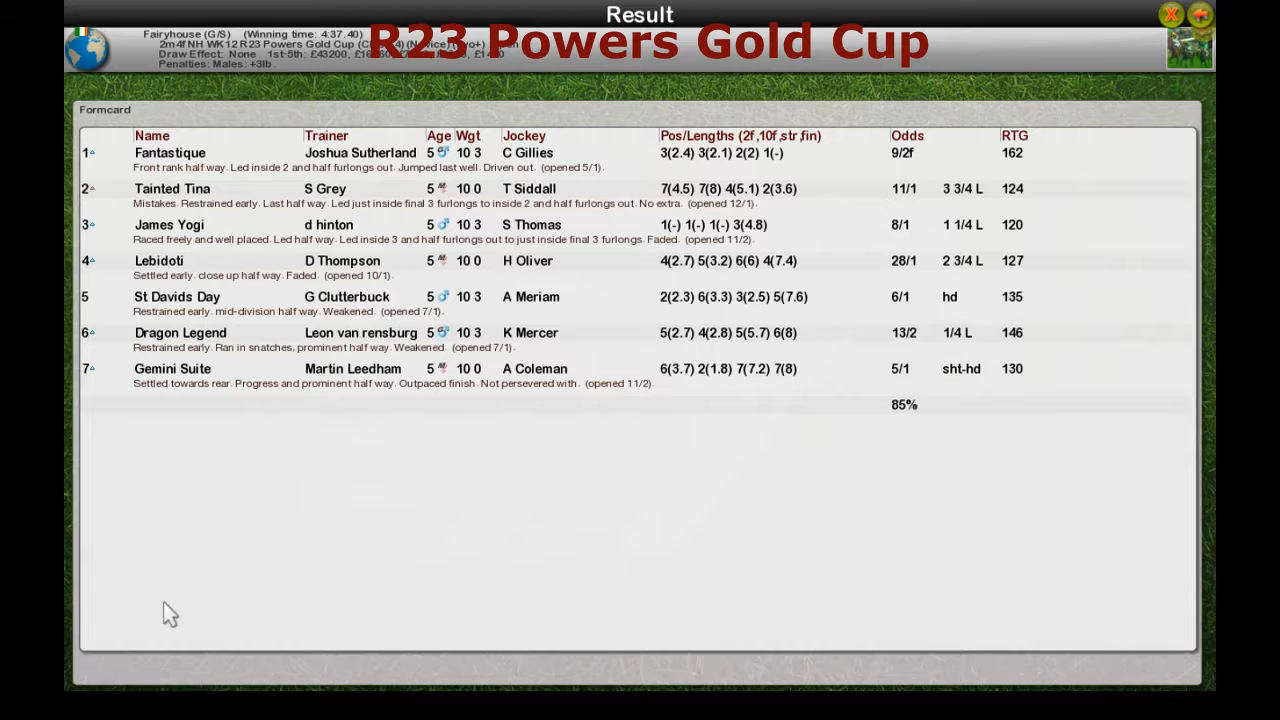 Result
R23 Powers Gold Cup
Fairyhouse (G/S) (Winning time: 4:37.40)
2m4f NH WK12 R23 Powers Gold Cup
Draw Effect: None 1st-5th: £43200,
Penalties: Males: +3lb.
Formcard
Name Trainer Age Wgt Jockey Pos/Lengths (2f,10f,str,fin) Odds RTG
1 Fantastique Joshua Sutherland 5 10 3 C Gillies 3(2.4) 3(2.1) 2(2) 1(-) 9/2f 162
Front rank half way. Led inside 2 and half furlongs out. Jumped last well. Driven out. (opened 5/1).
2 Tainted Tina S Grey 5 10 0 T Siddall 7(4.5) 7(8) 4(5.1) 2(3.6) 11/1 3 3/4 L 124
Mistakes. Restrained early. Last half way. Led just inside final 3 furlongs to inside 2 and half furlongs out. No extra. (opened 12/1).
3 James Yogi d hinton 5 10 3 S Thomas 1(-) 1(-) 1(-) 3(4.8) 8/1 1 1/4 L 120
Raced freely and well placed. Led half way. Led inside 3 and half furlongs out to just inside final 3 furlongs. Faded. (opened 11/2).
4 Lebidoti D Thompson 5 10 0 H Oliver 4(2.7) 5(3.2) 6(6) 4(7.4) 28/1 2 3/4 L 127
Settled early. close up half way. Faded. (opened 10/1).
5 St Davids Day G Clutterbuck 5 10 3 A Meriam 2(2.3) 6(3.3) 3(2.5) 5(7.6) 6/1 hd 135
Restrained early. mid-division half way. Weakened. (opened 7/1).
6 Dragon Legend Leon van rensburg 5 10 3 K Mercer 5(2.7) 4(2.8) 5(5.7) 6(8) 13/2 1/4 L 146
Restrained early. Ran in snatches, prominent half way. Weakened. (opened 7/1).
7 Gemini Suite Martin Leedham 5 10 0 A Coleman 6(3.7) 2(1.8) 7(7.2) 7(8) 5/1 sht-hd 130
Settled towards rear. Progress and prominent half way. Outpaced finish. Not persevered with. (opened 11/2).
85%